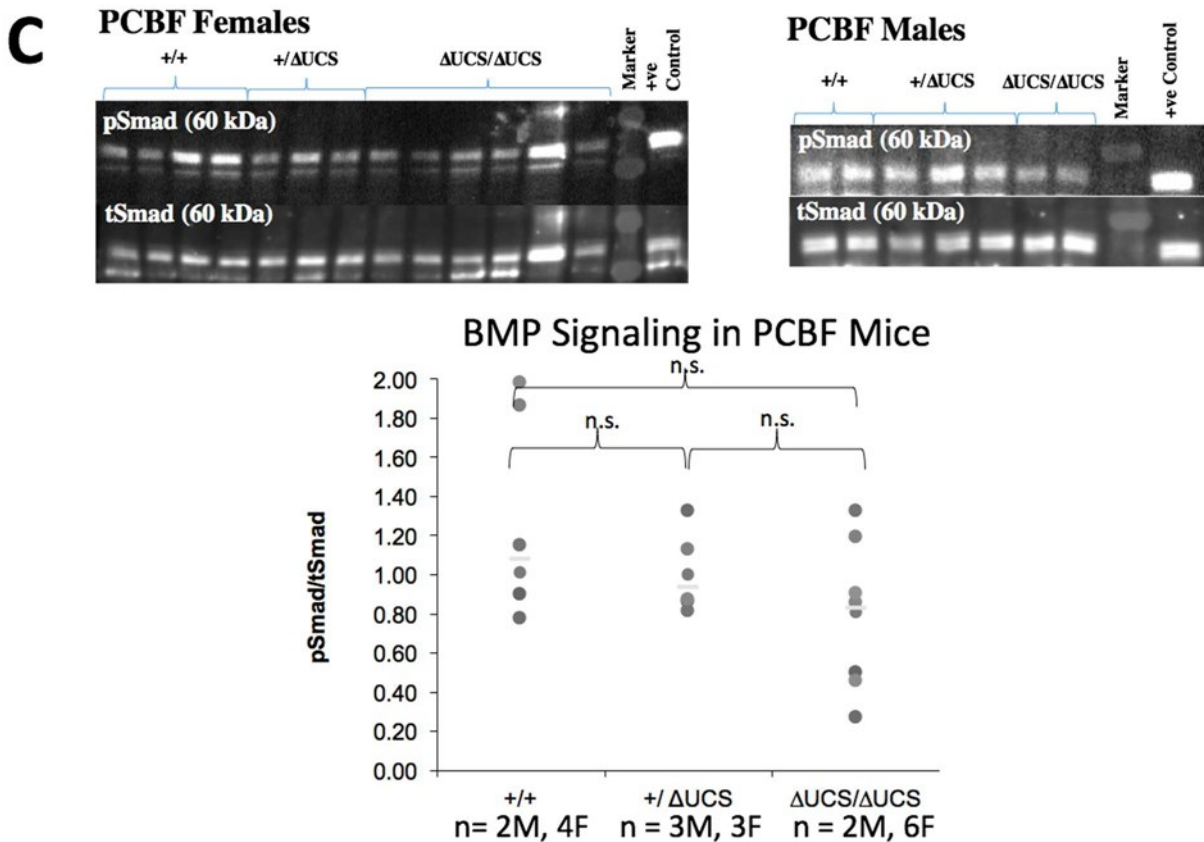 C
PCBF Females
+/+
+/ΔUCS
ΔUCS/ΔUCS
Marker
+ve
Control
pSmad (60 kDa)
tSmad (60 kDa)
PCBF Males
+/+
+/ΔUCS
ΔUCS/ΔUCS
Marker
+ve Control
pSmad (60 kDa)
tSmad (60 kDa)
BMP Signaling in PCBF Mice
n.s.
n.s.
n.s.
pSmad/tSmad
2.00
1.80
1.60
1.40
1.20
1.00
0.80
0.60
0.40
0.20
0.00
+/+
+/ ΔUCS
ΔUCS/ΔUCS
n= 2M, 4F
n = 3M, 3F
n = 2M, 6F